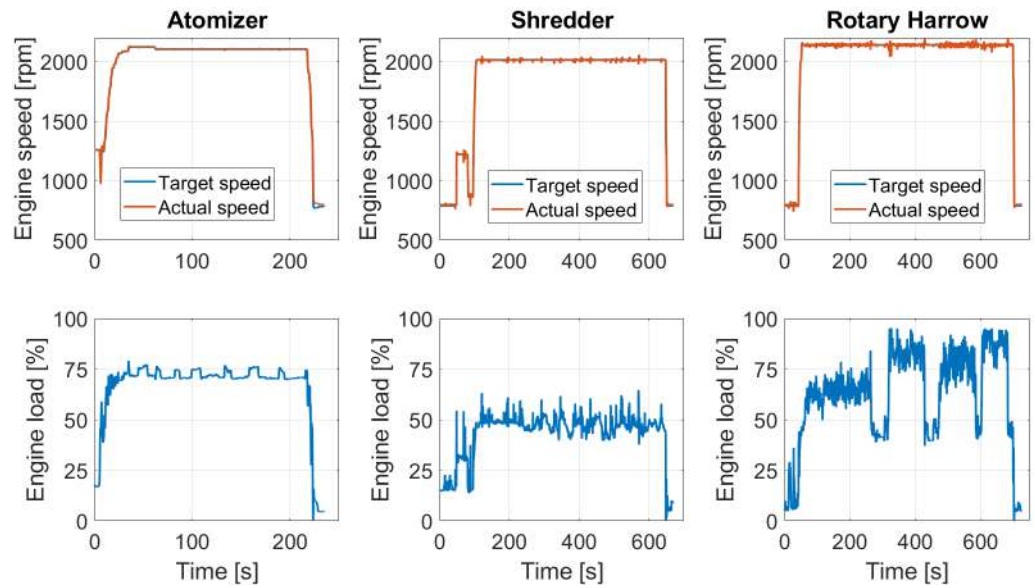 Atomizer
Engine speed [rpm]
2000
1500
1000
500
Target speed
Actual speed
0 100 200
Shredder
Engine speed [rpm]
2000
1500
1000
500
Target speed
Actual speed
0 200 400 600
Rotary Harrow
Engine speed [rpm]
2000
1500
1000
500
Target speed
Actual speed
0 200 400 600
Engine load [%]
100
75
50
25
0
0 100 200
Time [s]
Engine load [%]
100
75
50
25
0
0 200 400 600
Time [s]
Engine load [%]
100
75
50
25
0
0 200 400 600
Time [s]